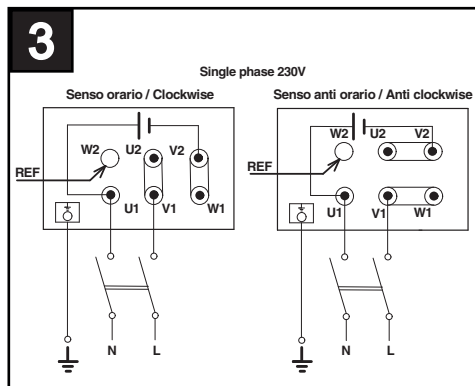 3
Single phase 230V
Senso orario / Clockwise
W2 U2 V2
REF
U1 V1 W1
N L
Senso anti orario / Anti clockwise
W2 U2 V2
REF
U1 V1 W1
N L